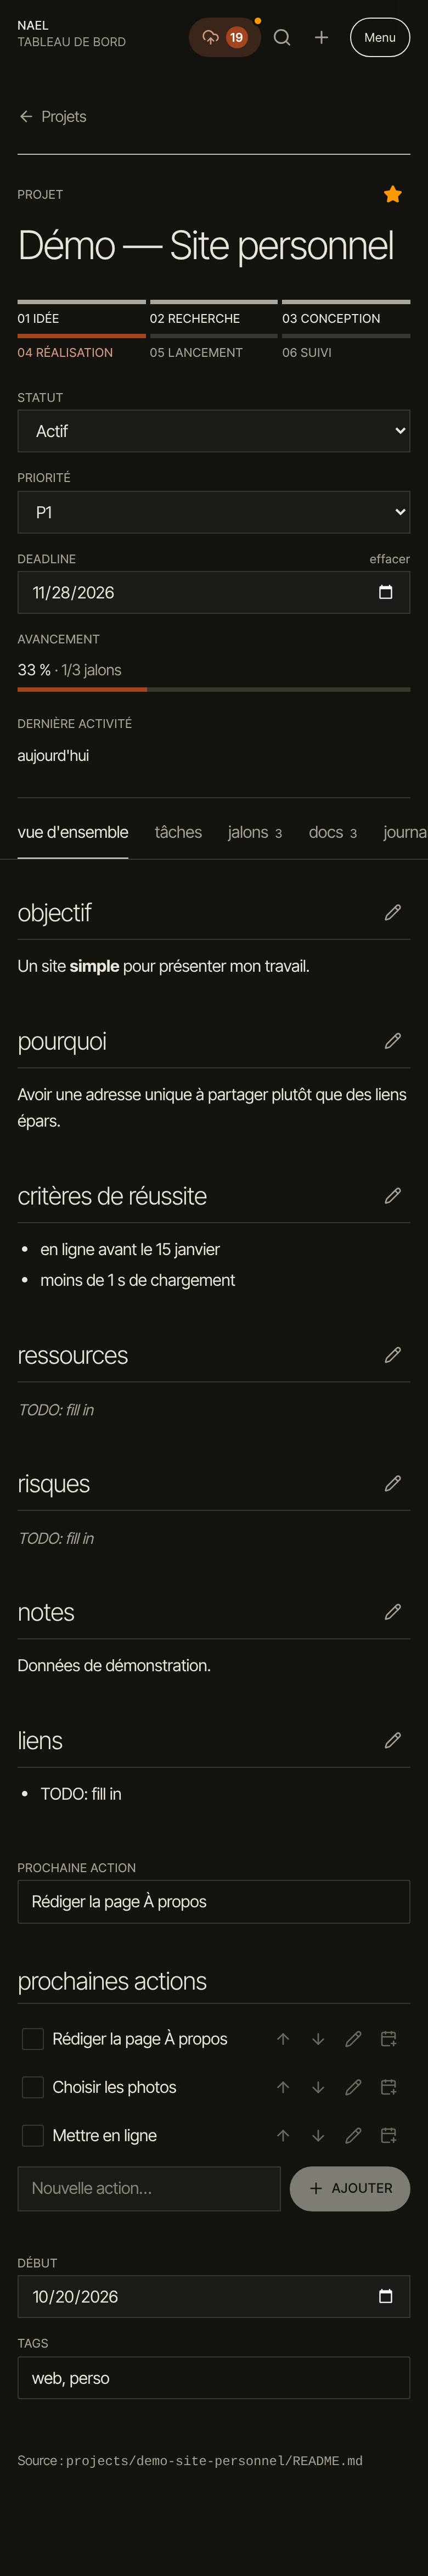 NAEL
TABLEAU DE BORD
19
Menu
Projets
PROJET
Démo — Site personnel
01 IDÉE
02 RECHERCHE
03 CONCEPTION
04 RÉALISATION
05 LANCEMENT
06 SUIVI
STATUT
Actif
PRIORITÉ
P1
DEADLINE
effacer
11/28/2026
AVANCEMENT
33 % · 1/3 jalons
DERNIÈRE ACTIVITÉ
aujourd'hui
vue d'ensemble tâches jalons 3 docs 3 journa
objectif
Un site simple pour présenter mon travail.
pourquoi
Avoir une adresse unique à partager plutôt que des liens
épars.
critères de réussite
• en ligne avant le 15 janvier
• moins de 1 s de chargement
ressources
TODO: fill in
risques
TODO: fill in
notes
Données de démonstration.
liens
• TODO: fill in
PROCHAINE ACTION
Rédiger la page À propos
prochaines actions
Rédiger la page À propos
Choisir les photos
Mettre en ligne
Nouvelle action…
AJOUTER
DÉBUT
10/20/2026
TAGS
web, perso
Source : projects/demo-site-personnel/README.md